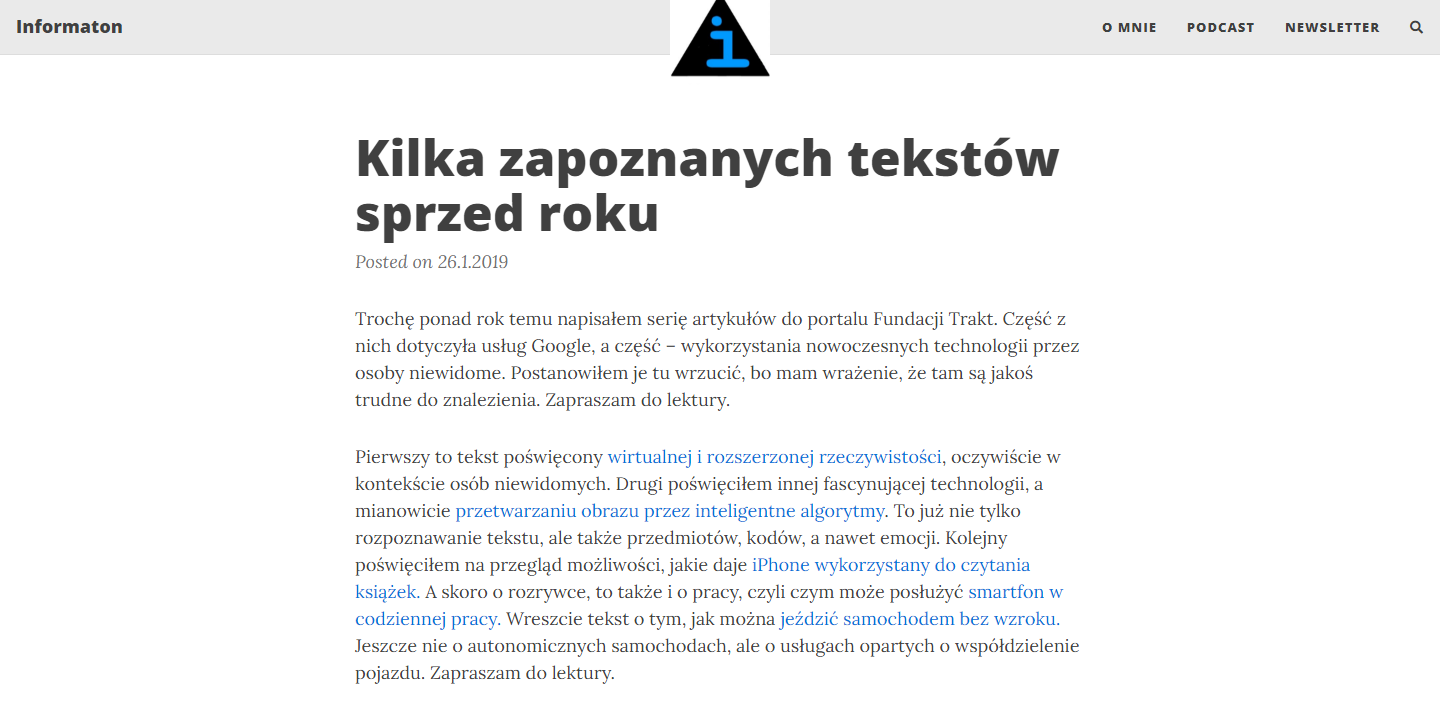 Informaton
i
O MNIE
PODCAST
NEWSLETTER
Kilka zapoznanych tekstów
sprzed roku
Posted on 26.1.2019
Trochę ponad rok temu napisałem serię artykułów do portalu Fundacji Trakt. Część z
nich dotyczyła usług Google, a część – wykorzystania nowoczesnych technologii przez
osoby niewidome. Postanowiłem je tu wrzucić, bo mam wrażenie, że tam są jakoś
trudne do znalezienia. Zapraszam do lektury.
Pierwszy to tekst poświęcony wirtualnej i rozszerzonej rzeczywistości, oczywiście w
kontekście osób niewidomych. Drugi poświęciłem innej fascynującej technologii, a
mianowicie przetwarzaniu obrazu przez inteligentne algorytmy. To już nie tylko
rozpoznawanie tekstu, ale także przedmiotów, kodów, a nawet emocji. Kolejny
poświęciłem na przegląd możliwości, jakie daje iPhone wykorzystany do czytania
książek. A skoro o rozrywce, to także i o pracy, czyli czym może posłużyć smartfon w
codziennej pracy. Wreszcie tekst o tym, jak można jeździć samochodem bez wzroku.
Jeszcze nie o autonomicznych samochodach, ale o usługach opartych o współdzielenie
pojazdu. Zapraszam do lektury.